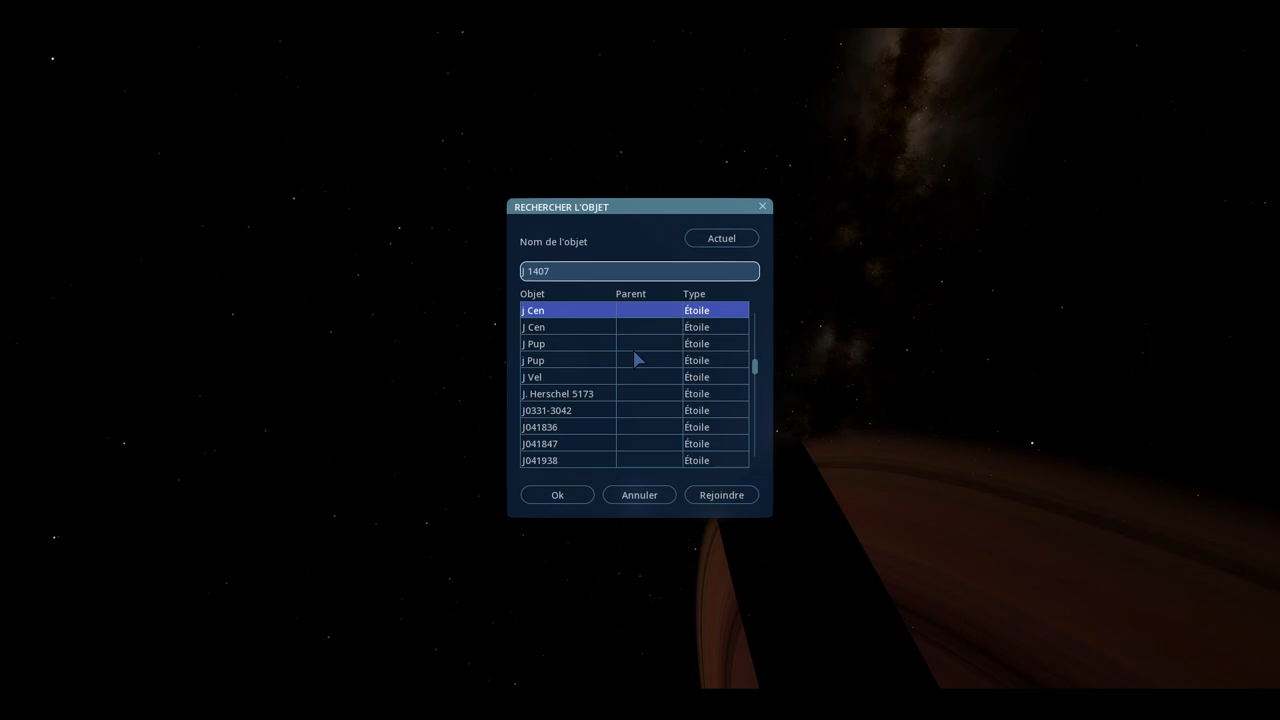 RECHERCHER L'OBJET
Nom de l'objet
Actuel
J 1407
Objet Parent Type
j Cen Étoile
J Cen Étoile
J Pup Étoile
j Pup Étoile
J Vel Étoile
J. Herschel 5173 Étoile
J0331-3042 Étoile
J041836 Étoile
J041847 Étoile
J041938 Étoile
Ok Annuler Rejoindre